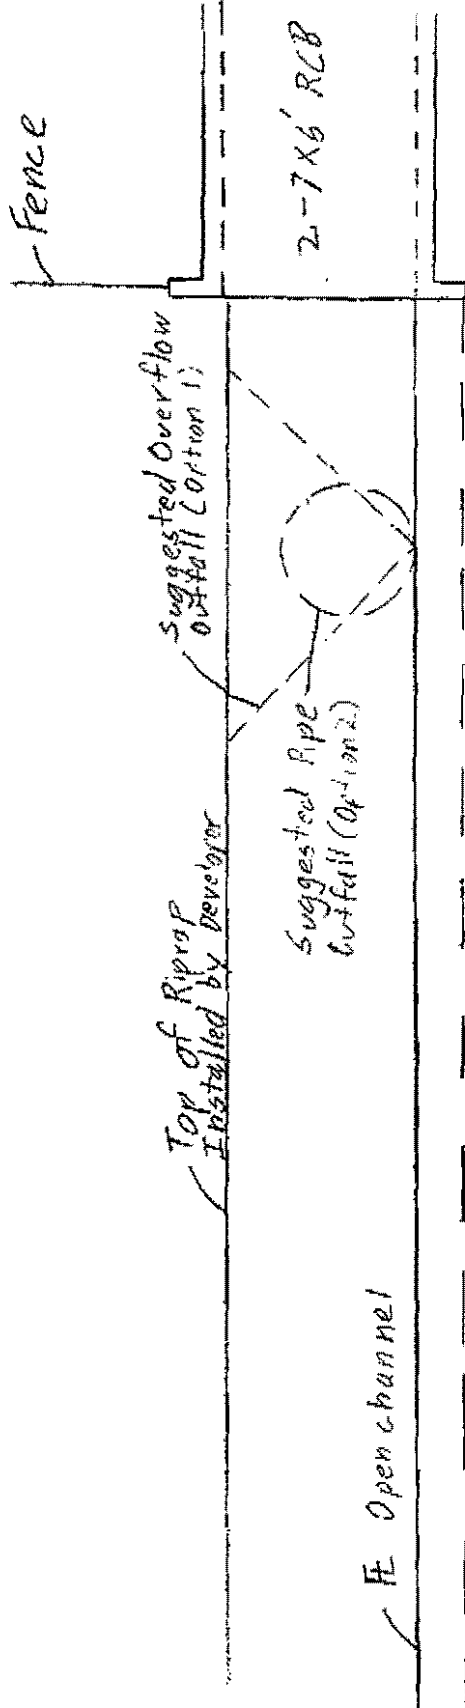 Fence
2-7x6' RCB
Suggested Overflow
Outfall (Option 1)
Suggested Pipe
Outfall (Option 2)
Top of Riprap
Installed by Developer
FL Open channel